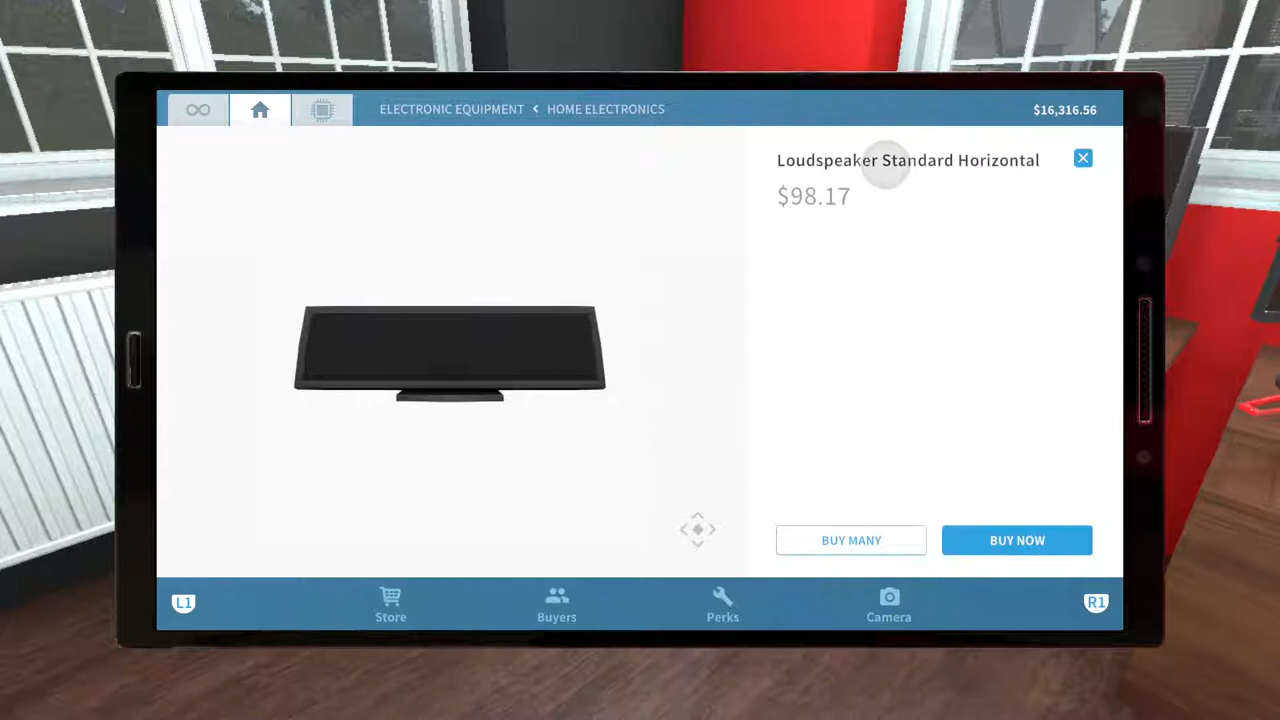 ELECTRONIC EQUIPMENT < HOME ELECTRONICS
$16,316.56
Loudspeaker Standard Horizontal
$98.17
BUY MANY
BUY NOW
L1
Store
Buyers
Perks
Camera
R1